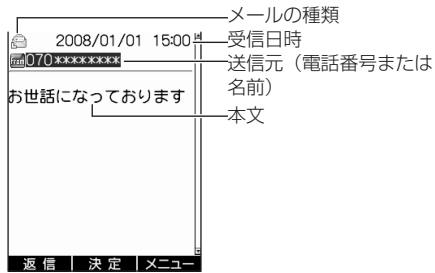 メールの種類
2008/01/01 15:00
受信日時
from 070********
送信元（電話番号または
名前）
お世話になっております
本文
返信 決定 メニュー